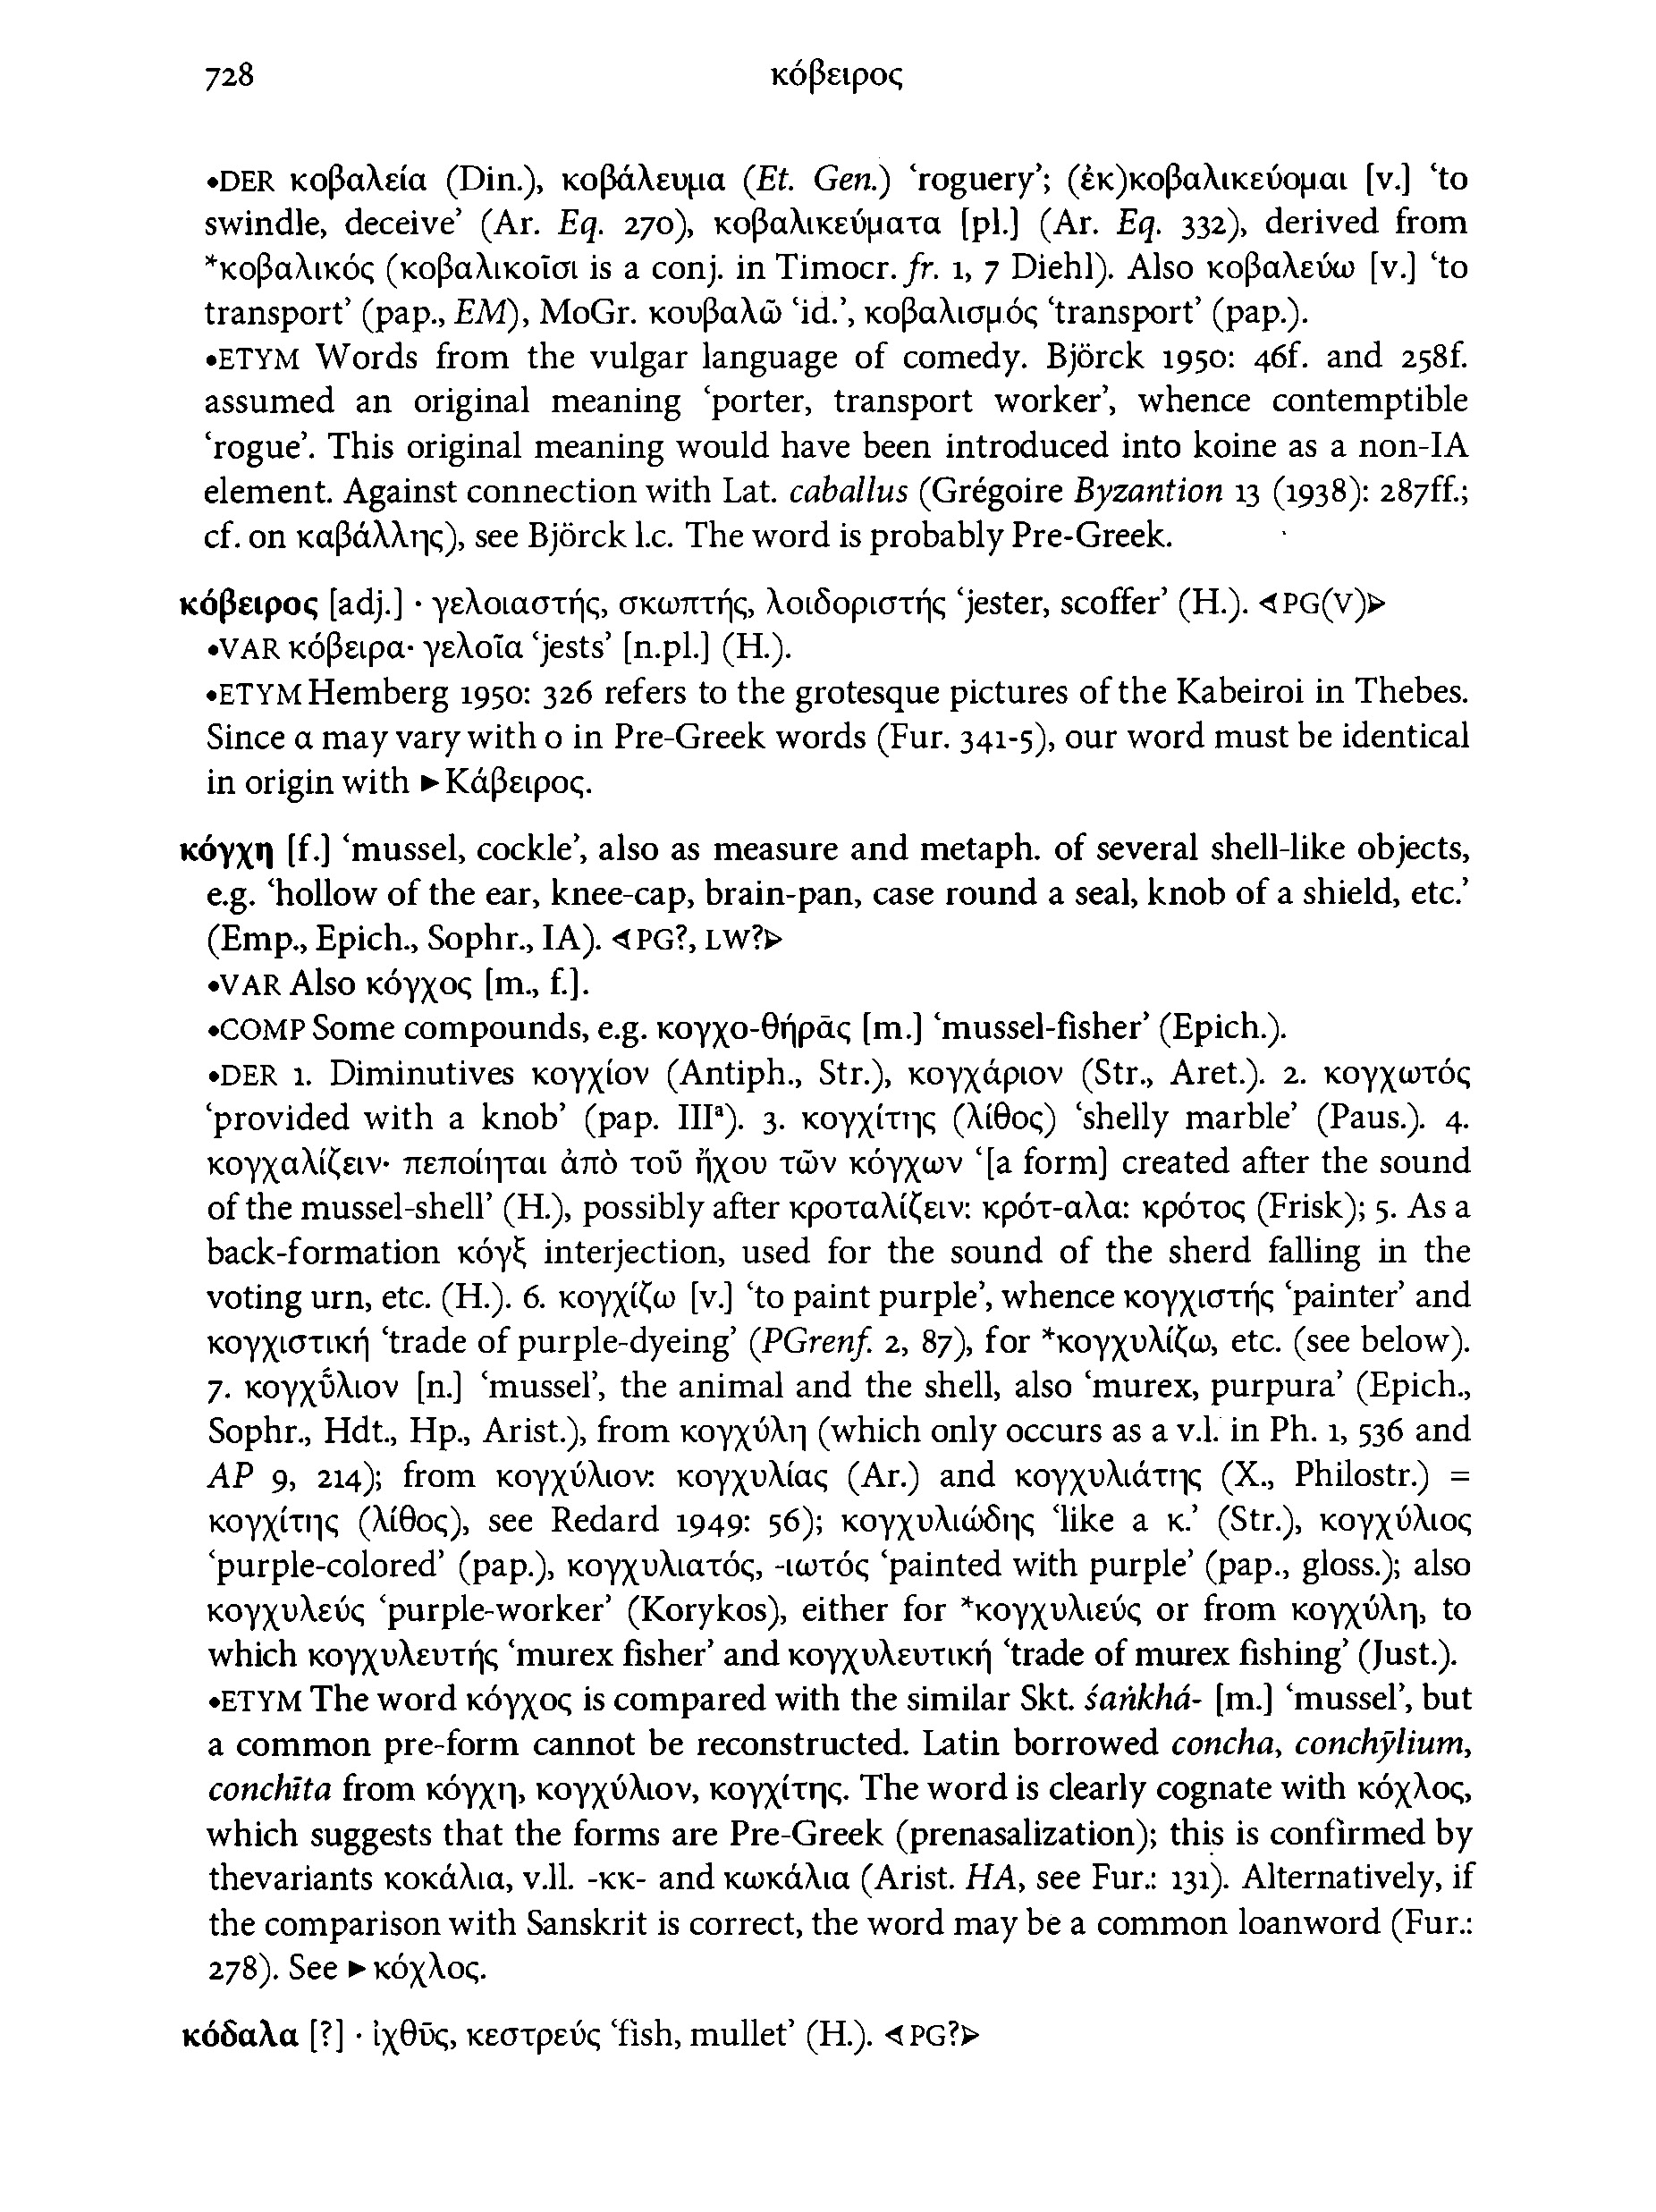 728 κόβειρος
•DER κοβαλεία (Din.), κοβάλευμα (Et. Gen.) ‘roguery’; (ἐκ)κοβαλικεύομαι [v.] ‘to
swindle, deceive’ (Ar. Eq. 270), κοβαλικεύματα [pl.] (Ar. Eq. 332), derived from
*κοβαλικός (κοβαλικοῖσι is a conj. in Timocr. fr. 1, 7 Diehl). Also κοβαλεύω [v.] ‘to
transport’ (pap., EM), MoGr. κουβαλῶ ‘id.’, κοβαλισμός ‘transport’ (pap.).
•ETYM Words from the vulgar language of comedy. Björck 1950: 46f. and 258f.
assumed an original meaning ‘porter, transport worker’, whence contemptible
‘rogue’. This original meaning would have been introduced into koine as a non-IA
element. Against connection with Lat. caballus (Grégoire Byzantion 13 (1938): 287ff.;
cf. on καβάλλης), see Björck l.c. The word is probably Pre-Greek.
κόβειρος [adj.] · γελοιαστής, σκωπτής, λοιδοριστής ‘jester, scoffer’ (H.). ◁PG(V)▷
•VAR κόβειρα· γελοῖα ‘jests’ [n.pl.] (H.).
•ETYM Hemberg 1950: 326 refers to the grotesque pictures of the Kabeiroi in Thebes.
Since α may vary with ο in Pre-Greek words (Fur. 341-5), our word must be identical
in origin with ►Κάβειρος.
κόγχη [f.] ‘mussel, cockle’, also as measure and metaph. of several shell-like objects,
e.g. ‘hollow of the ear, knee-cap, brain-pan, case round a seal, knob of a shield, etc.’
(Emp., Epich., Sophr., IA). ◁PG?, LW?▷
•VAR Also κόγχος [m., f.].
•COMP Some compounds, e.g. κογχο-θήρᾱς [m.] ‘mussel-fisher’ (Epich.).
•DER 1. Diminutives κογχίον (Antiph., Str.), κογχάριον (Str., Aret.). 2. κογχωτός
‘provided with a knob’ (pap. IIIᵃ). 3. κογχίτης (λίθος) ‘shelly marble’ (Paus.). 4.
κογχαλίζειν· πεποίηται ἀπὸ τοῦ ἤχου τῶν κόγχων ‘[a form] created after the sound
of the mussel-shell’ (H.), possibly after κροταλίζειν: κρότ-αλα: κρότος (Frisk); 5. As a
back-formation κόγξ interjection, used for the sound of the sherd falling in the
voting urn, etc. (H.). 6. κογχίζω [v.] ‘to paint purple’, whence κογχιστής ‘painter’ and
κογχιστική ‘trade of purple-dyeing’ (PGrenf. 2, 87), for *κογχυλίζω, etc. (see below).
7. κογχῡ́λιον [n.] ‘mussel’, the animal and the shell, also ‘murex, purpura’ (Epich.,
Sophr., Hdt., Hp., Arist.), from κογχύλη (which only occurs as a v.l. in Ph. 1, 536 and
AP 9, 214); from κογχύλιον: κογχυλίας (Ar.) and κογχυλιάτης (X., Philostr.) =
κογχίτης (λίθος), see Redard 1949: 56); κογχυλιώδης ‘like a κ.’ (Str.), κογχύλιος
‘purple-colored’ (pap.), κογχυλιατός, -ιωτός ‘painted with purple’ (pap., gloss.); also
κογχυλεύς ‘purple-worker’ (Korykos), either for *κογχυλιεύς or from κογχύλη, to
which κογχυλευτής ‘murex fisher’ and κογχυλευτική ‘trade of murex fishing’ (Just.).
•ETYM The word κόγχος is compared with the similar Skt. śaṅkhá- [m.] ‘mussel’, but
a common pre-form cannot be reconstructed. Latin borrowed concha, conchȳlium,
conchīta from κόγχη, κογχύλιον, κογχίτης. The word is clearly cognate with κόχλος,
which suggests that the forms are Pre-Greek (prenasalization); this is confirmed by
thevariants κοκάλια, v.ll. -κκ- and κωκάλια (Arist. HA, see Fur.: 131). Alternatively, if
the comparison with Sanskrit is correct, the word may be a common loanword (Fur.:
278). See ►κόχλος.
κόδαλα [?] · ἰχθῦς, κεστρεύς ‘fish, mullet’ (H.). ◁PG?▷